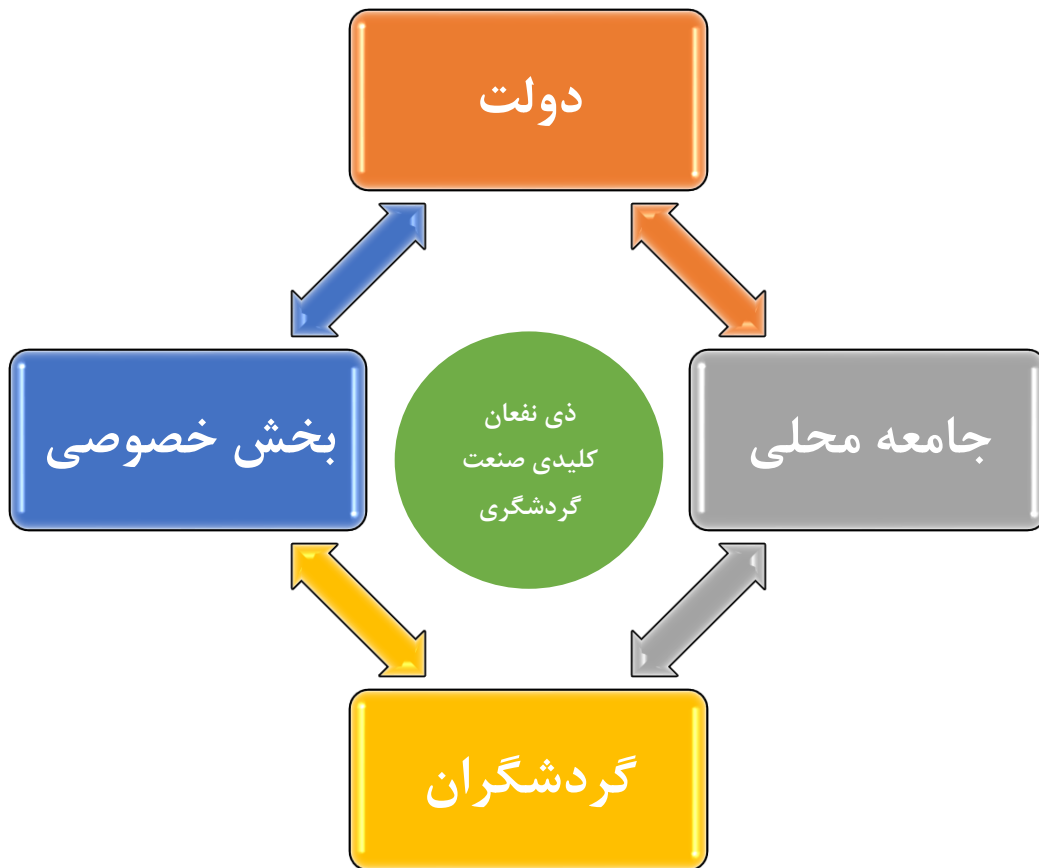 دولت
جامعه محلی
ذی نفعان
کلیدی صنعت
گردشگری
بخش خصوصی
گردشگران